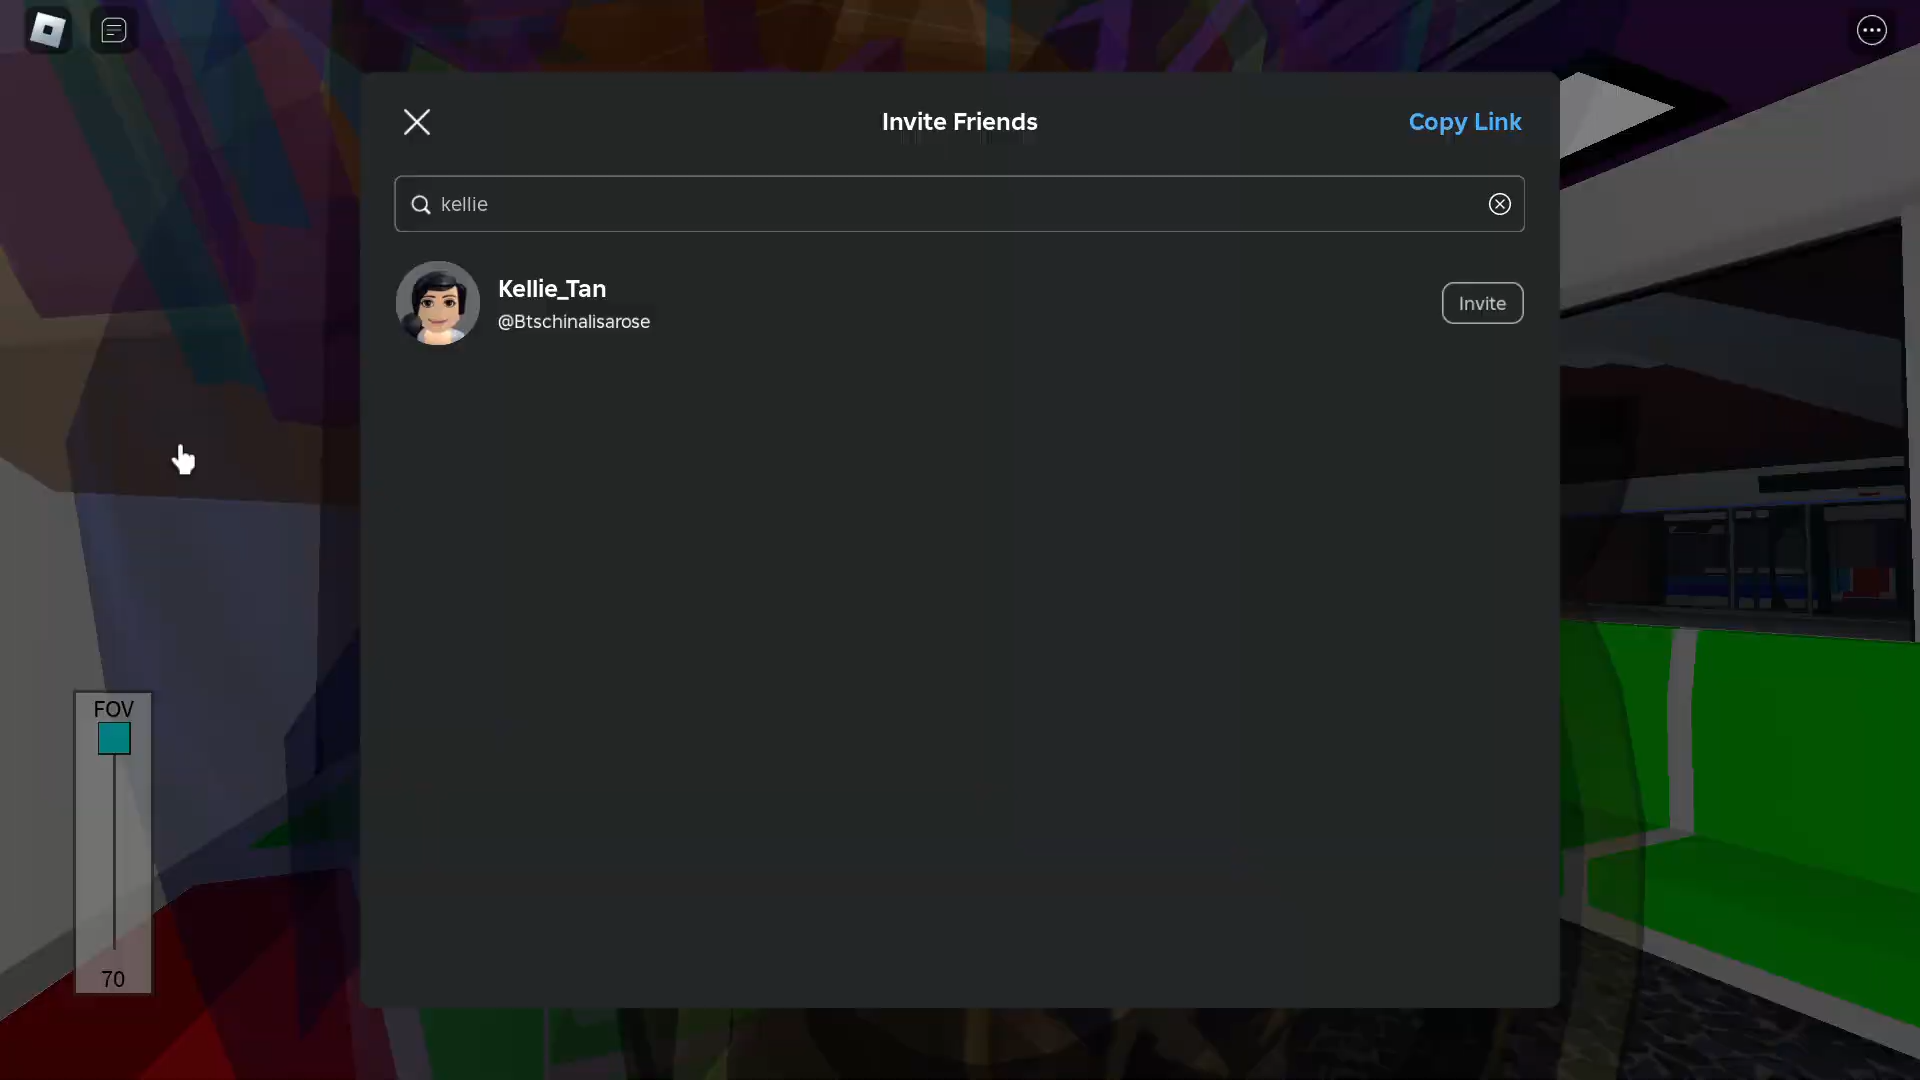 Invite Friends
Copy Link
kellie
Kellie_Tan
@Btschinalisarose
Invite
FOV
70